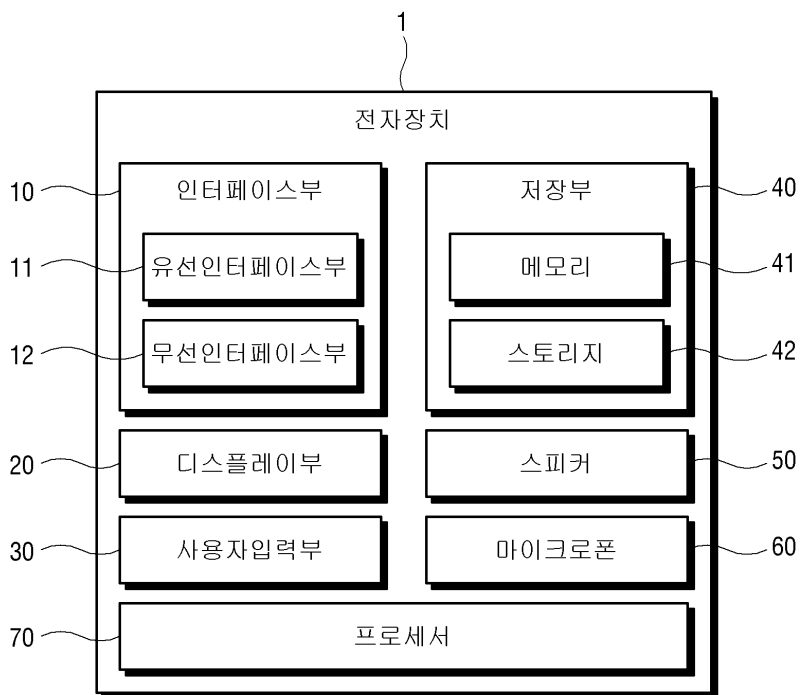 1
전자장치
10
인터페이스부
저장부
40
11
유선인터페이스부
메모리
41
12
무선인터페이스부
스토리지
42
20
디스플레이부
스피커
50
30
사용자입력부
마이크로폰
60
70
프로세서